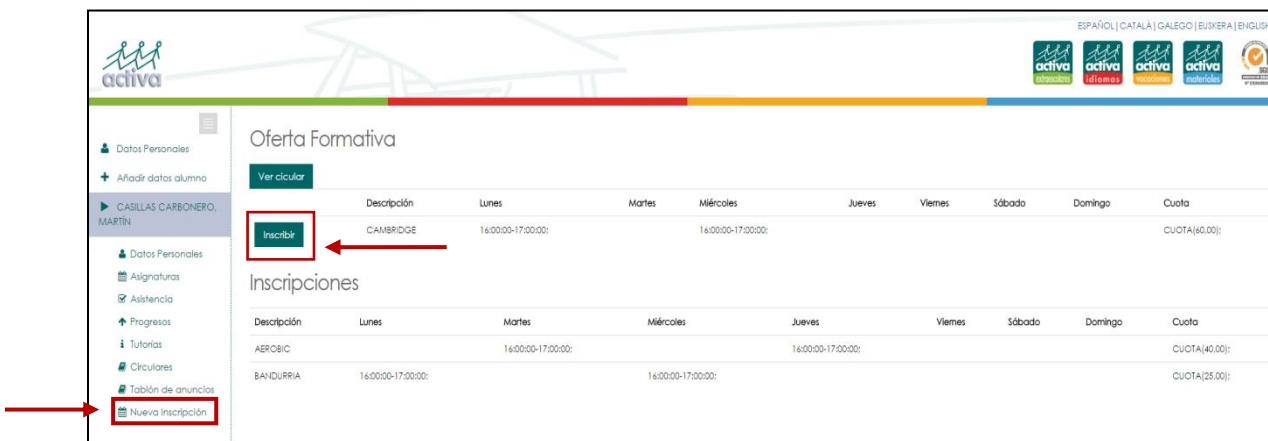 ESPAÑOL | CATALÀ | GALEGO | EUSKERA | ENGLISH
activa
activa extraescolares
activa idiomas
activa vacaciones
activa materiales
SGS
Datos Personales
Añadir datos alumno
CASILLAS CARBONERO,
MARTÍN
Datos Personales
Asignaturas
Asistencia
Progresos
Tutorías
Circulares
Tablón de anuncios
Nueva Inscripción
Oferta Formativa
Ver cicular
Descripción Lunes Martes Miércoles Jueves Viernes Sábado Domingo Cuota
Inscribir CAMBRIDGE 16:00:00-17:00:00; 16:00:00-17:00:00; CUOTA(60,00);
Inscripciones
Descripción Lunes Martes Miércoles Jueves Viernes Sábado Domingo Cuota
AEROBIC 16:00:00-17:00:00; 16:00:00-17:00:00; CUOTA(40,00);
BANDURRIA 16:00:00-17:00:00; 16:00:00-17:00:00; CUOTA(25,00);